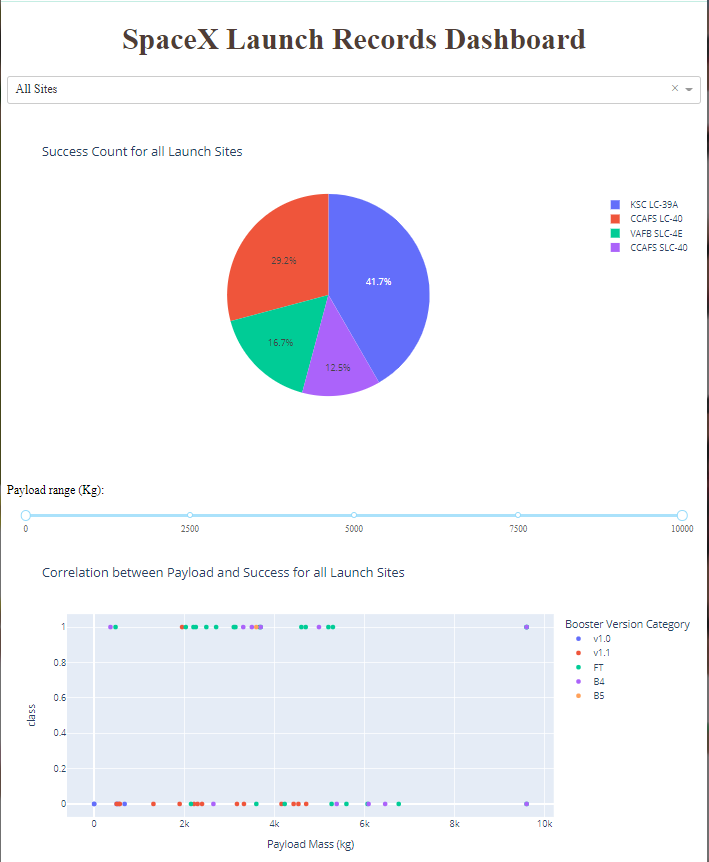 SpaceX Launch Records Dashboard
All Sites
Success Count for all Launch Sites
KSC LC-39A
CCAFS LC-40
VAFB SLC-4E
CCAFS SLC-40
29.2%
41.7%
16.7%
12.5%
Payload range (Kg):
0 2500 5000 7500 10000
Correlation between Payload and Success for all Launch Sites
Booster Version Category
v1.0
v1.1
FT
B4
B5
class
1
0.8
0.6
0.4
0.2
0
0 2k 4k 6k 8k 10k
Payload Mass (kg)